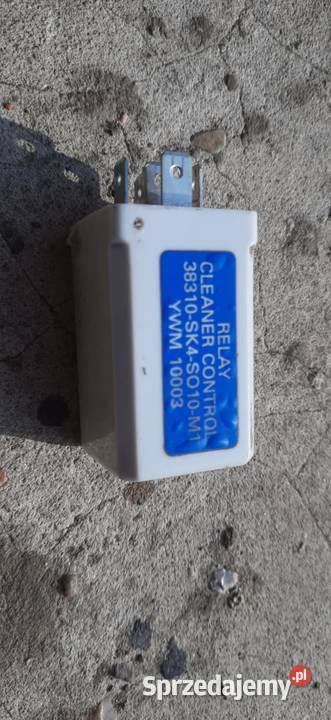 RELAY
CLEANER CONTROL
38310-SK4-SO10-M1
YWM 10003
Sprzedajemy.pl